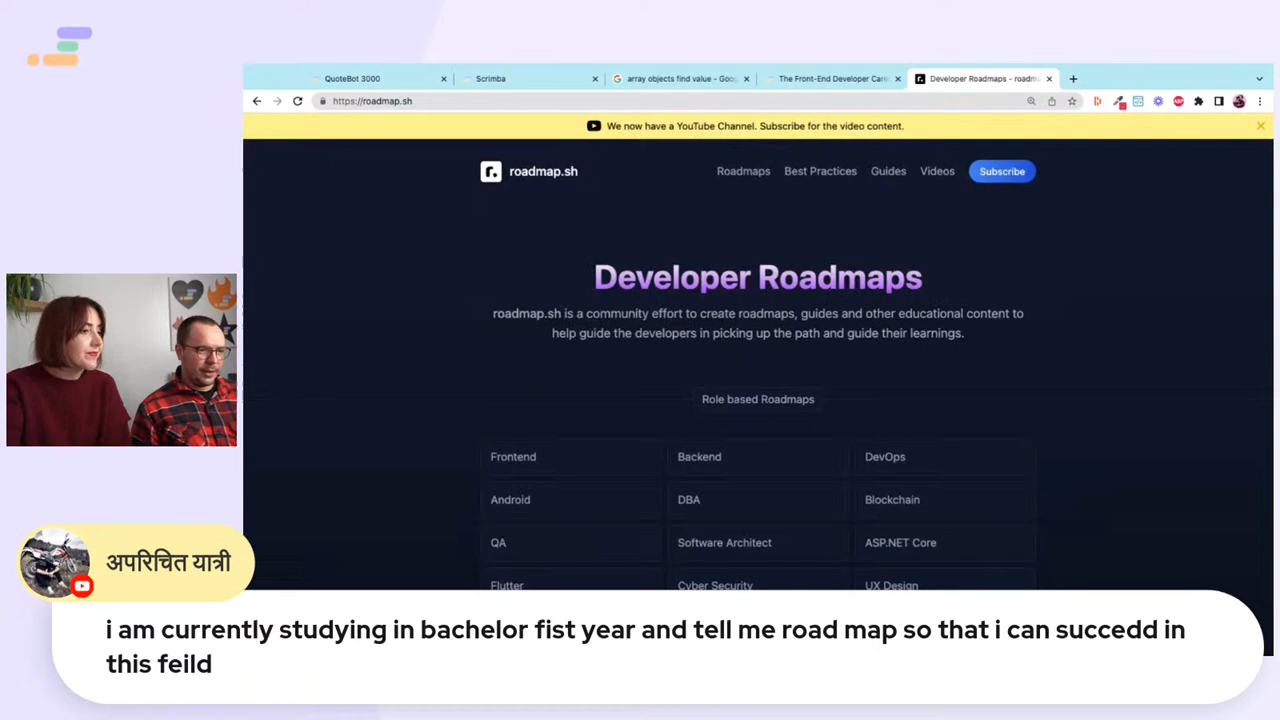 QuoteBot 3000
Scrimba
array objects find value - Goo
The Front-End Developer Care
Developer Roadmaps - roadm
https://roadmap.sh
We now have a YouTube Channel. Subscribe for the video content.
roadmap.sh
Roadmaps
Best Practices
Guides
Videos
Subscribe
Developer Roadmaps
roadmap.sh is a community effort to create roadmaps, guides and other educational content to
help guide the developers in picking up the path and guide their learnings.
Role based Roadmaps
Frontend
Backend
DevOps
Android
DBA
Blockchain
QA
Software Architect
ASP.NET Core
Flutter
Cyber Security
UX Design
अपरिचित यात्री
i am currently studying in bachelor fist year and tell me road map so that i can succedd in
this feild